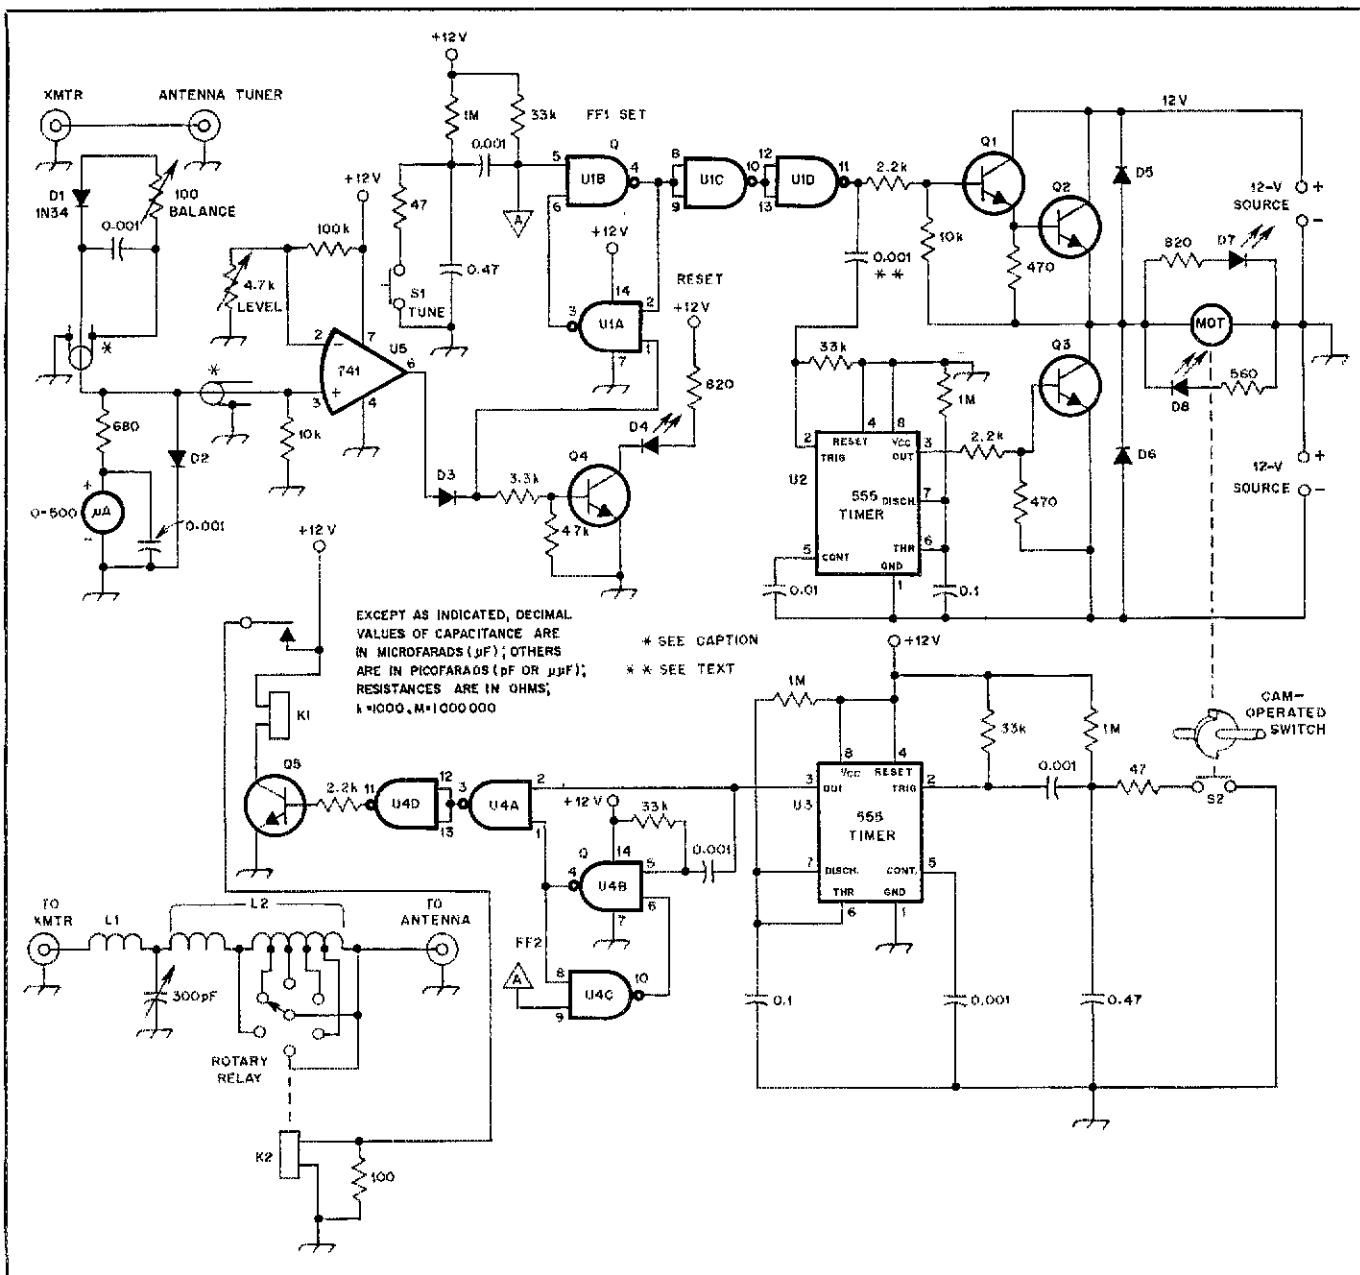 XMTR
ANTENNA TUNER
D1
1N34
100
BALANCE
0.001
*
4.7k
LEVEL
100k
+12V
2
3
7
6
4
741
U5
*
10k
680
D2
+
0-500
µA
-
0.001
+12V
1M
33k
0.001
47
S1
TUNE
0.47
A
FF1 SET
5
6
Q
4
U1B
+12V
14
3
2
1
7
U1A
RESET
+12V
820
D4
D3
3.3k
Q4
4.7k
8
9
10
U1C
12
13
11
U1D
2.2k
10k
0.001
* *
Q1
Q2
470
12V
D5
12-V
SOURCE
+
-
820
D7
MOT
D8
560
33k
1M
4
8
RESET
VCC
2
TRIG
3
OUT
U2
555
TIMER
DISCH.
7
THR
6
5
CONT
GND
1
0.01
0.1
2.2k
Q3
470
D6
12-V
SOURCE
+
-
+12V
K1
EXCEPT AS INDICATED, DECIMAL
VALUES OF CAPACITANCE ARE
IN MICROFARADS (µF); OTHERS
ARE IN PICOFARADS (pF OR µµF);
RESISTANCES ARE IN OHMS;
k=1000, M=1000000
* SEE CAPTION
* * SEE TEXT
+12V
1M
33k
1M
CAM-
OPERATED
SWITCH
0.001
47
S2
8
4
VCC
RESET
3
OUT
2
TRIG
U3
555
TIMER
7
DISCH.
CONT.
5
THR
GND
6
1
0.1
0.001
0.47
Q5
2.2k
11
12
13
U4D
3
2
1
U4A
+12V
33k
0.001
14
Q
4
5
6
7
U4B
FF2
A
8
9
10
U4C
TO
XMTR
L1
L2
TO
ANTENNA
300pF
ROTARY
RELAY
K2
100